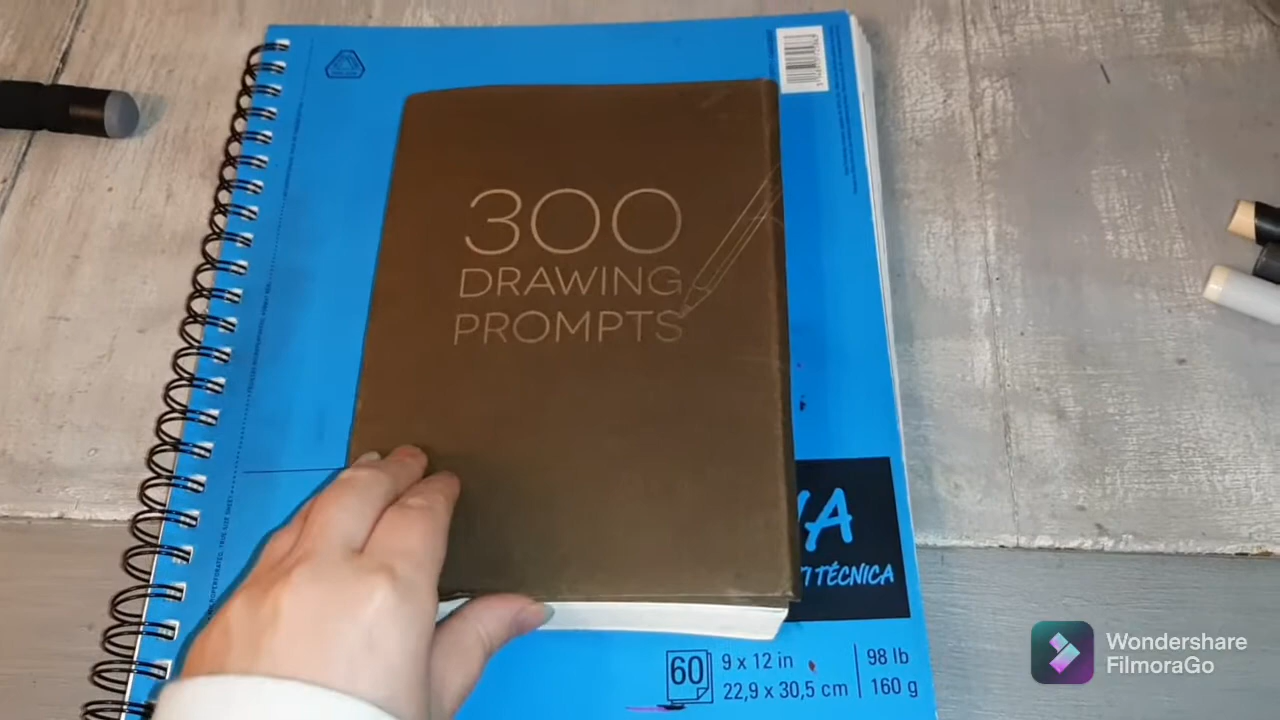 300
DRAWING
PROMPTS
TÉCNICA
60
9 x 12 in
22,9 x 30,5 cm
98 lb
160 g
Wondershare
FilmoraGo